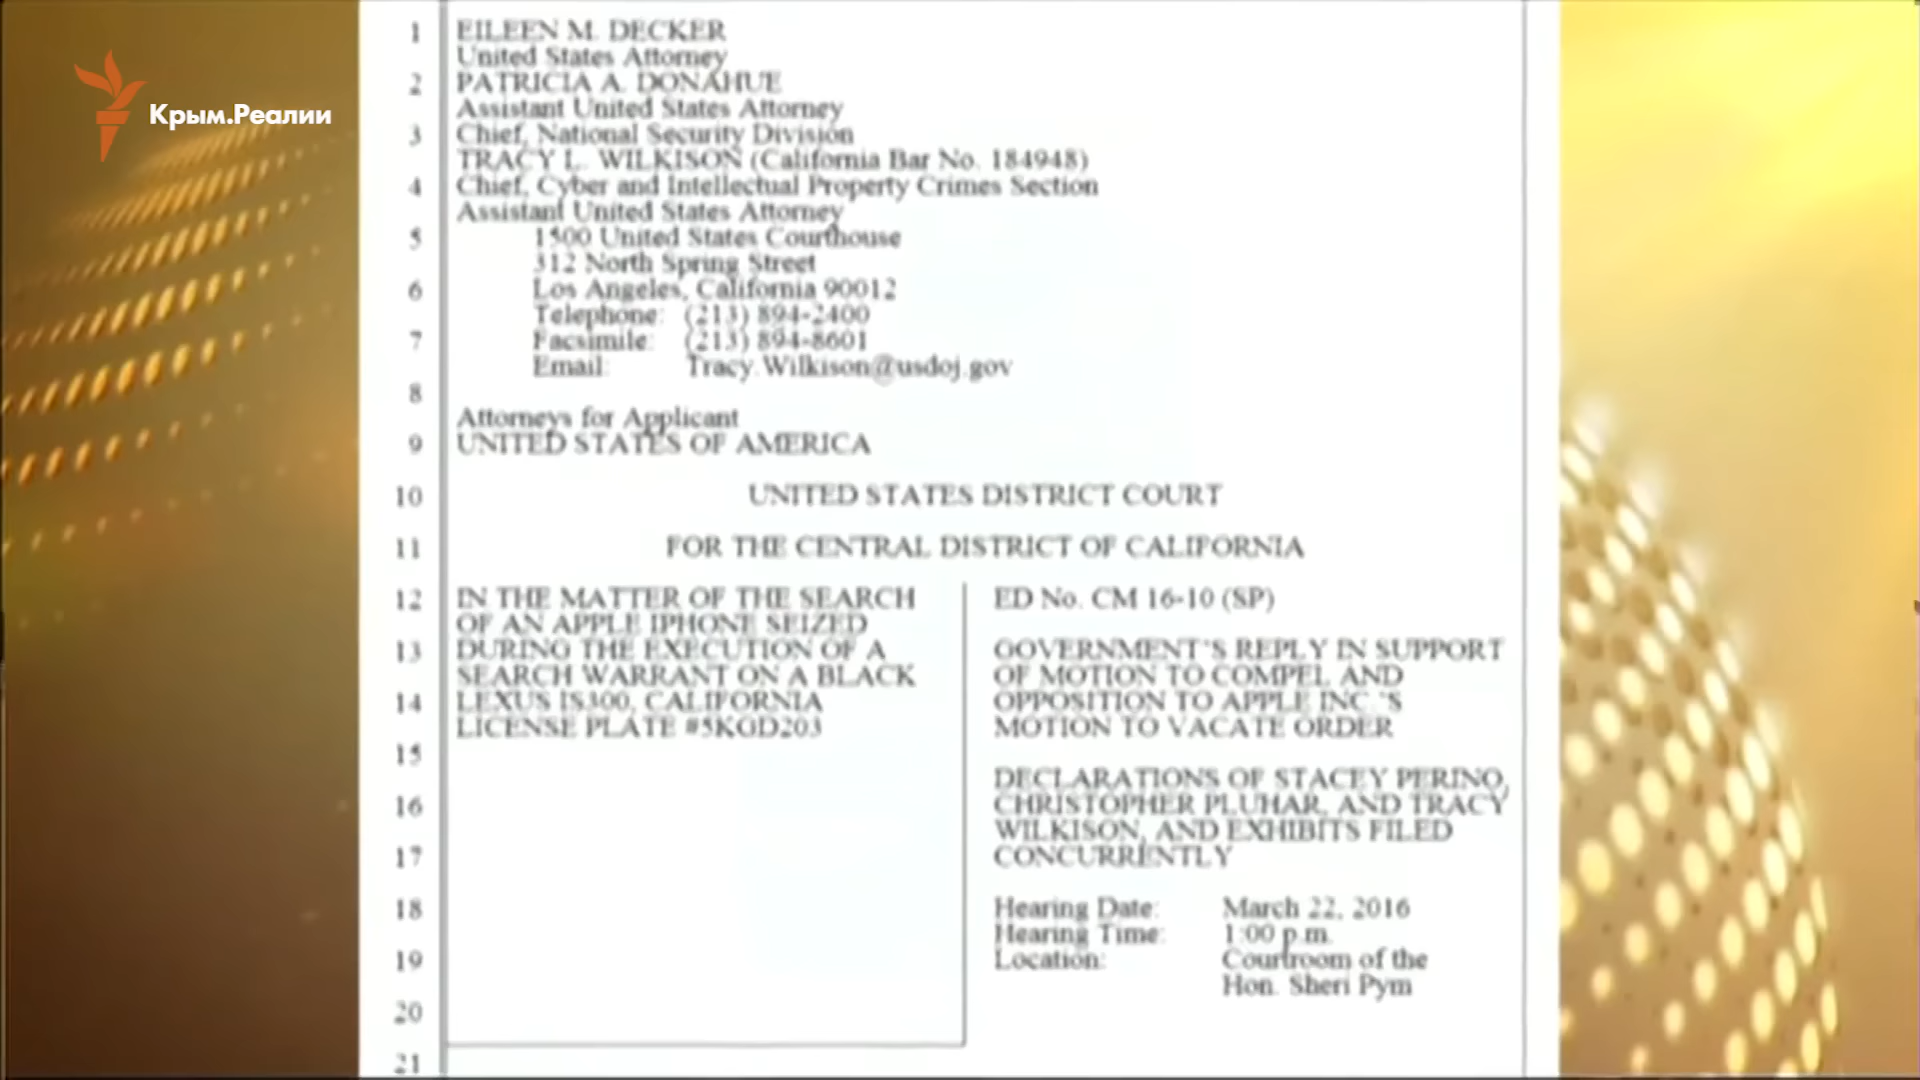 Крым.Реалии
1 EILEEN M. DECKER
United States Attorney
2 PATRICIA A. DONAHUE
Assistant United States Attorney
3 Chief, National Security Division
TRACY L. WILKISON (California Bar No. 184948)
4 Chief, Cyber and Intellectual Property Crimes Section
Assistant United States Attorney
5 1500 United States Courthouse
312 North Spring Street
6 Los Angeles, California 90012
Telephone: (213) 894-2400
7 Facsimile: (213) 894-8601
Email: Tracy.Wilkison@usdoj.gov
8
Attorneys for Applicant
9 UNITED STATES OF AMERICA
10 UNITED STATES DISTRICT COURT
11 FOR THE CENTRAL DISTRICT OF CALIFORNIA
12 IN THE MATTER OF THE SEARCH
OF AN APPLE IPHONE SEIZED
13 DURING THE EXECUTION OF A
SEARCH WARRANT ON A BLACK
14 LEXUS IS300, CALIFORNIA
LICENSE PLATE #5KGD203
15
16
17
18
19
20
21
ED No. CM 16-10 (SP)
GOVERNMENT'S REPLY IN SUPPORT
OF MOTION TO COMPEL AND
OPPOSITION TO APPLE INC.'S
MOTION TO VACATE ORDER
DECLARATIONS OF STACEY PERINO,
CHRISTOPHER PLUHAR, AND TRACY
WILKISON, AND EXHIBITS FILED
CONCURRENTLY
Hearing Date: March 22, 2016
Hearing Time: 1:00 p.m.
Location: Courtroom of the
Hon. Sheri Pym